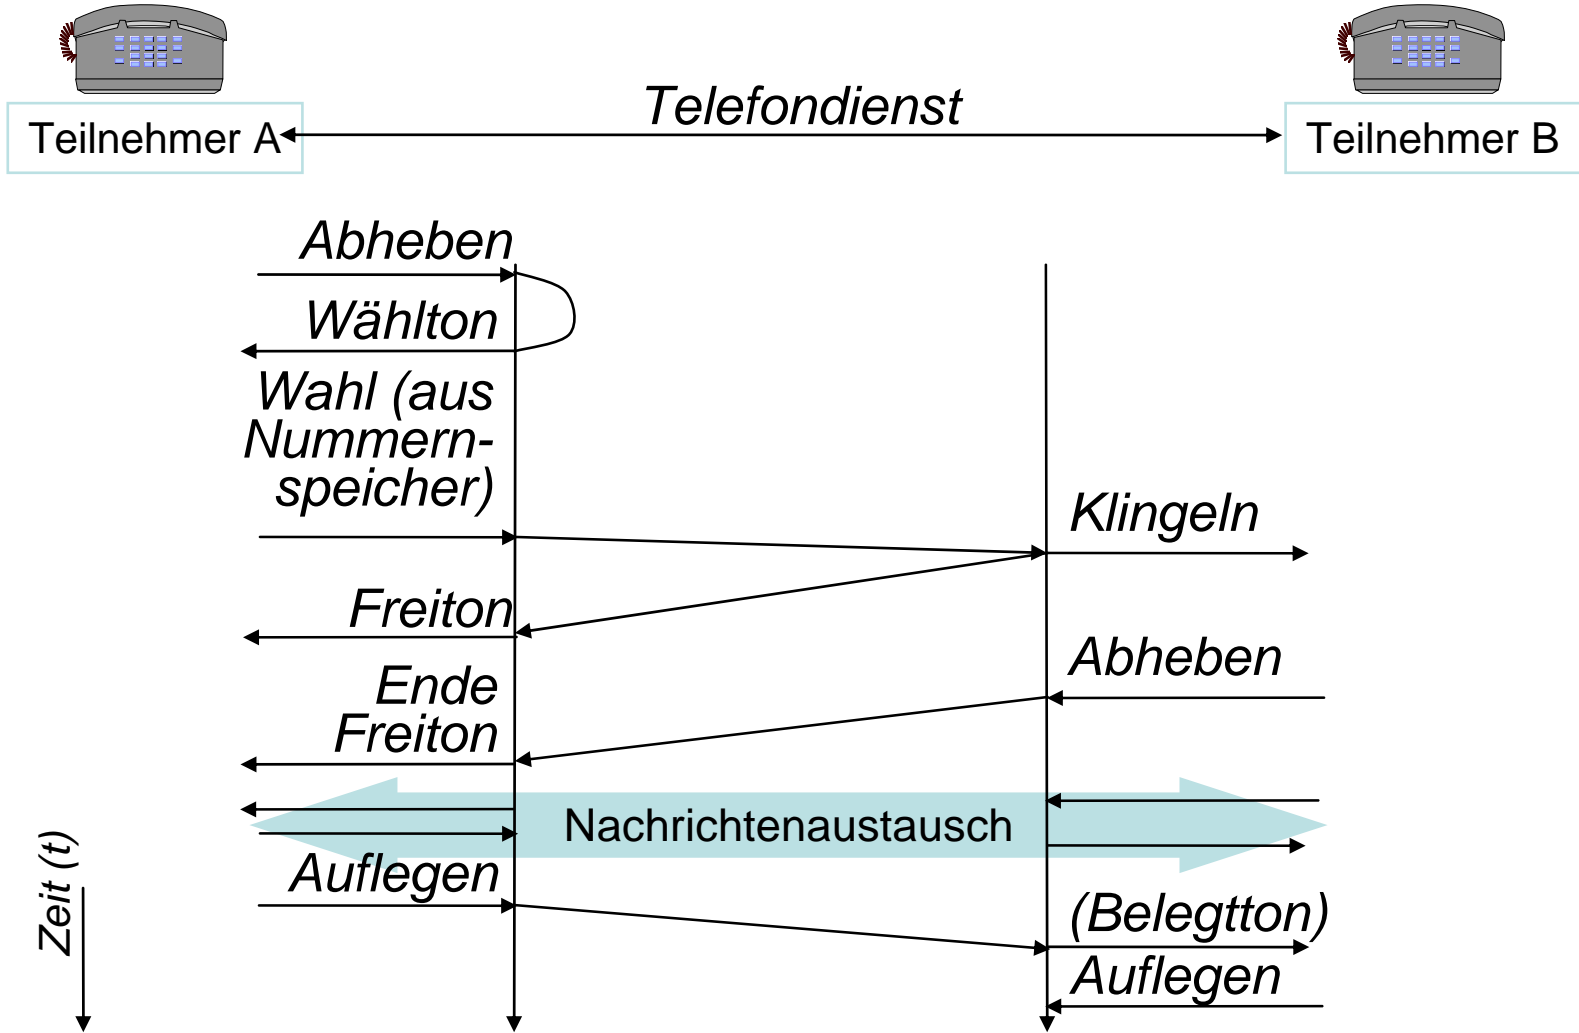 Telefondienst
Teilnehmer A
Teilnehmer B
Abheben
Wählton
Wahl (aus
Nummern-
speicher)
Klingeln
Freiton
Abheben
Ende
Freiton
Nachrichtenaustausch
Auflegen
(Belegtton)
Auflegen
Zeit (t)